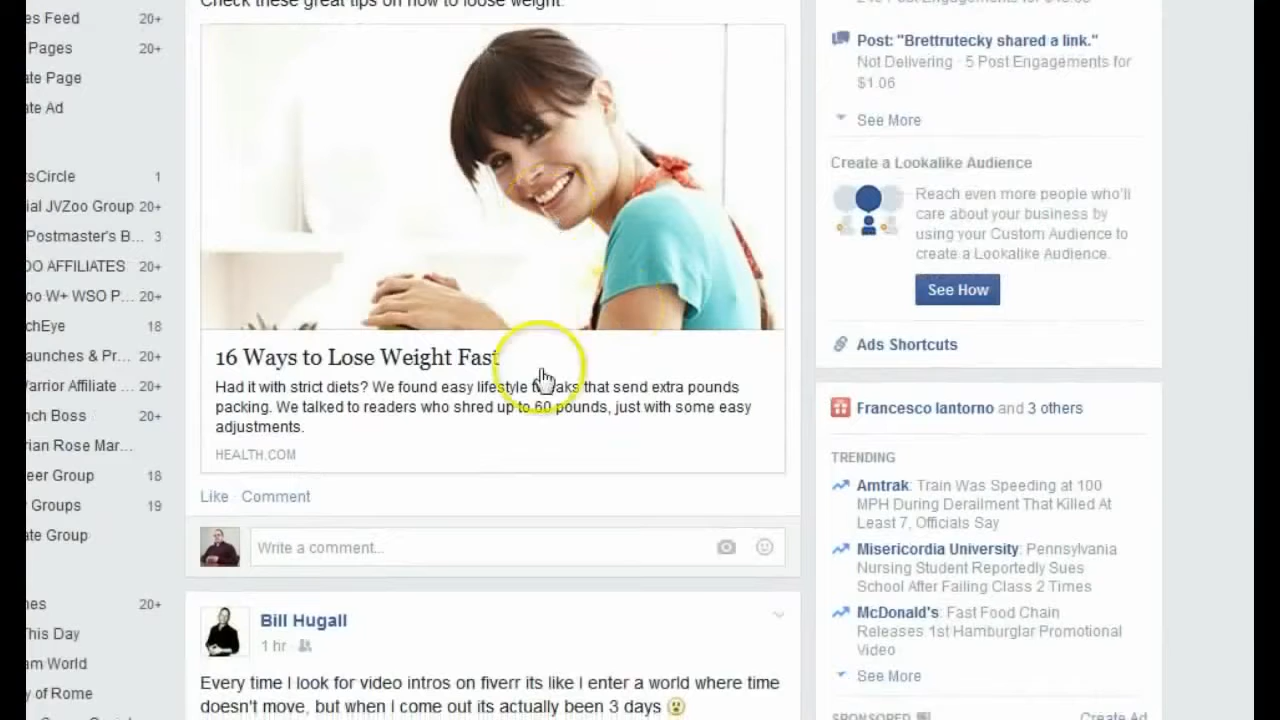 es Feed 20+
Pages 20+
ate Page
ate Ad
tsCircle 1
ial JVZoo Group 20+
Postmaster's B... 3
OO AFFILIATES 20+
oo W+ WSO P... 20+
chEye 18
aunches & Pr... 20+
arrior Affiliate ... 20+
nch Boss 20+
rian Rose Mar...
eer Group 18
Groups 19
ate Group
mes 20+
This Day
am World
y of Rome
Check these great tips on how to loose weight.
16 Ways to Lose Weight Fast
Had it with strict diets? We found easy lifestyle tweaks that send extra pounds
packing. We talked to readers who shred up to 60 pounds, just with some easy
adjustments.
HEALTH.COM
Like · Comment
Write a comment...
Bill Hugall
1 hr ·
Every time I look for video intros on fiverr its like I enter a world where time
doesn't move, but when I come out its actually been 3 days
Post Engagements for
Post: "Brettrutecky shared a link."
Not Delivering · 5 Post Engagements for
$1.06
See More
Create a Lookalike Audience
Reach even more people who'll
care about your business by
using your Custom Audience to
create a Lookalike Audience.
See How
Ads Shortcuts
Francesco Iantorno and 3 others
TRENDING
Amtrak: Train Was Speeding at 100
MPH During Derailment That Killed At
Least 7, Officials Say
Misericordia University: Pennsylvania
Nursing Student Reportedly Sues
School After Failing Class 2 Times
McDonald's: Fast Food Chain
Releases 1st Hamburglar Promotional
Video
See More
SPONSORED Create Ad